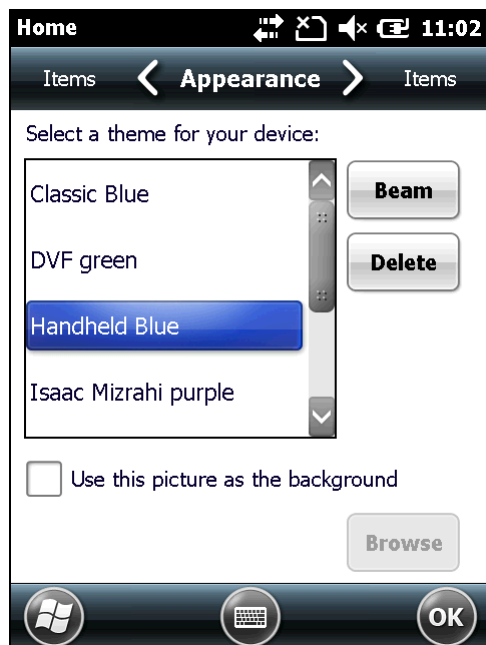 Home 11:02
Items Appearance Items
Select a theme for your device:
Classic Blue
Beam
DVF green
Delete
Handheld Blue
Isaac Mizrahi purple
Use this picture as the background
Browse
OK